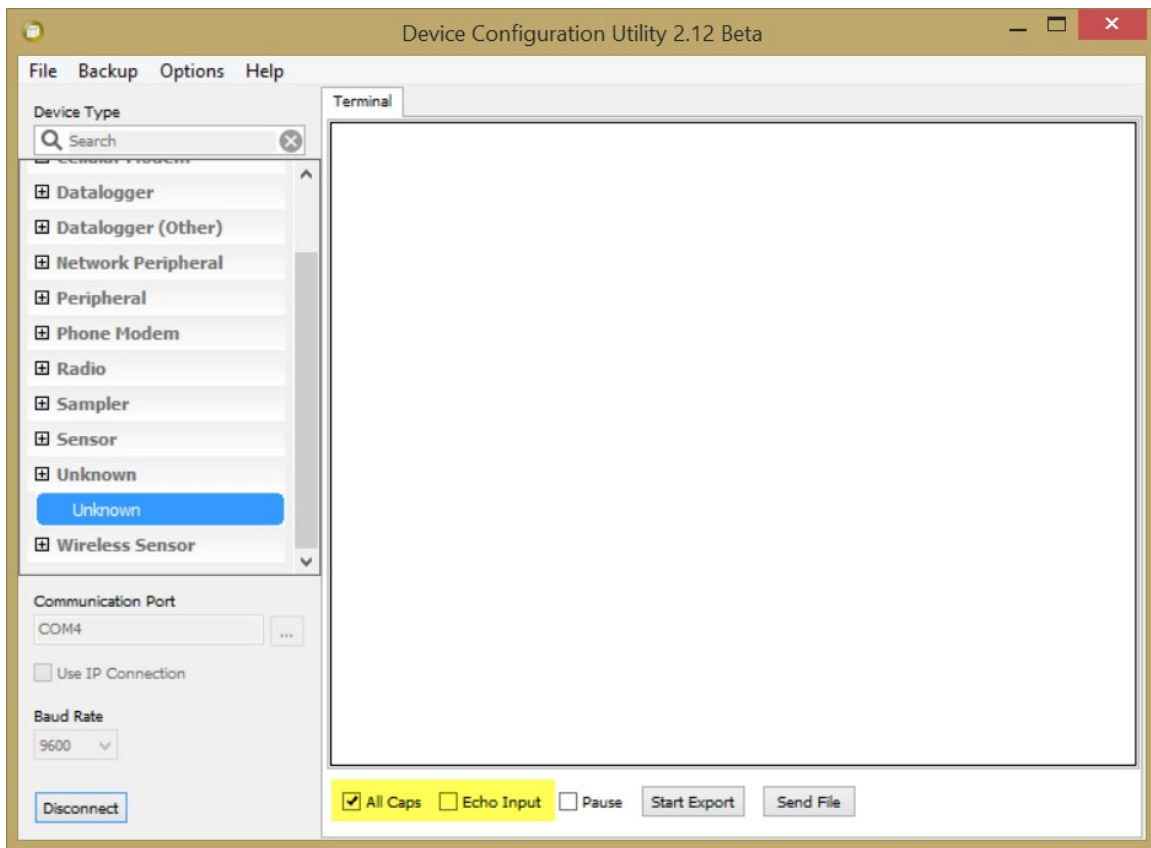 Device Configuration Utility 2.12 Beta
File Backup Options Help
Device Type
Search
Terminal
Cellular Modem
Datalogger
Datalogger (Other)
Network Peripheral
Peripheral
Phone Modem
Radio
Sampler
Sensor
Unknown
Unknown
Wireless Sensor
Communication Port
COM4
...
Use IP Connection
Baud Rate
9600
Disconnect
All Caps Echo Input Pause Start Export Send File